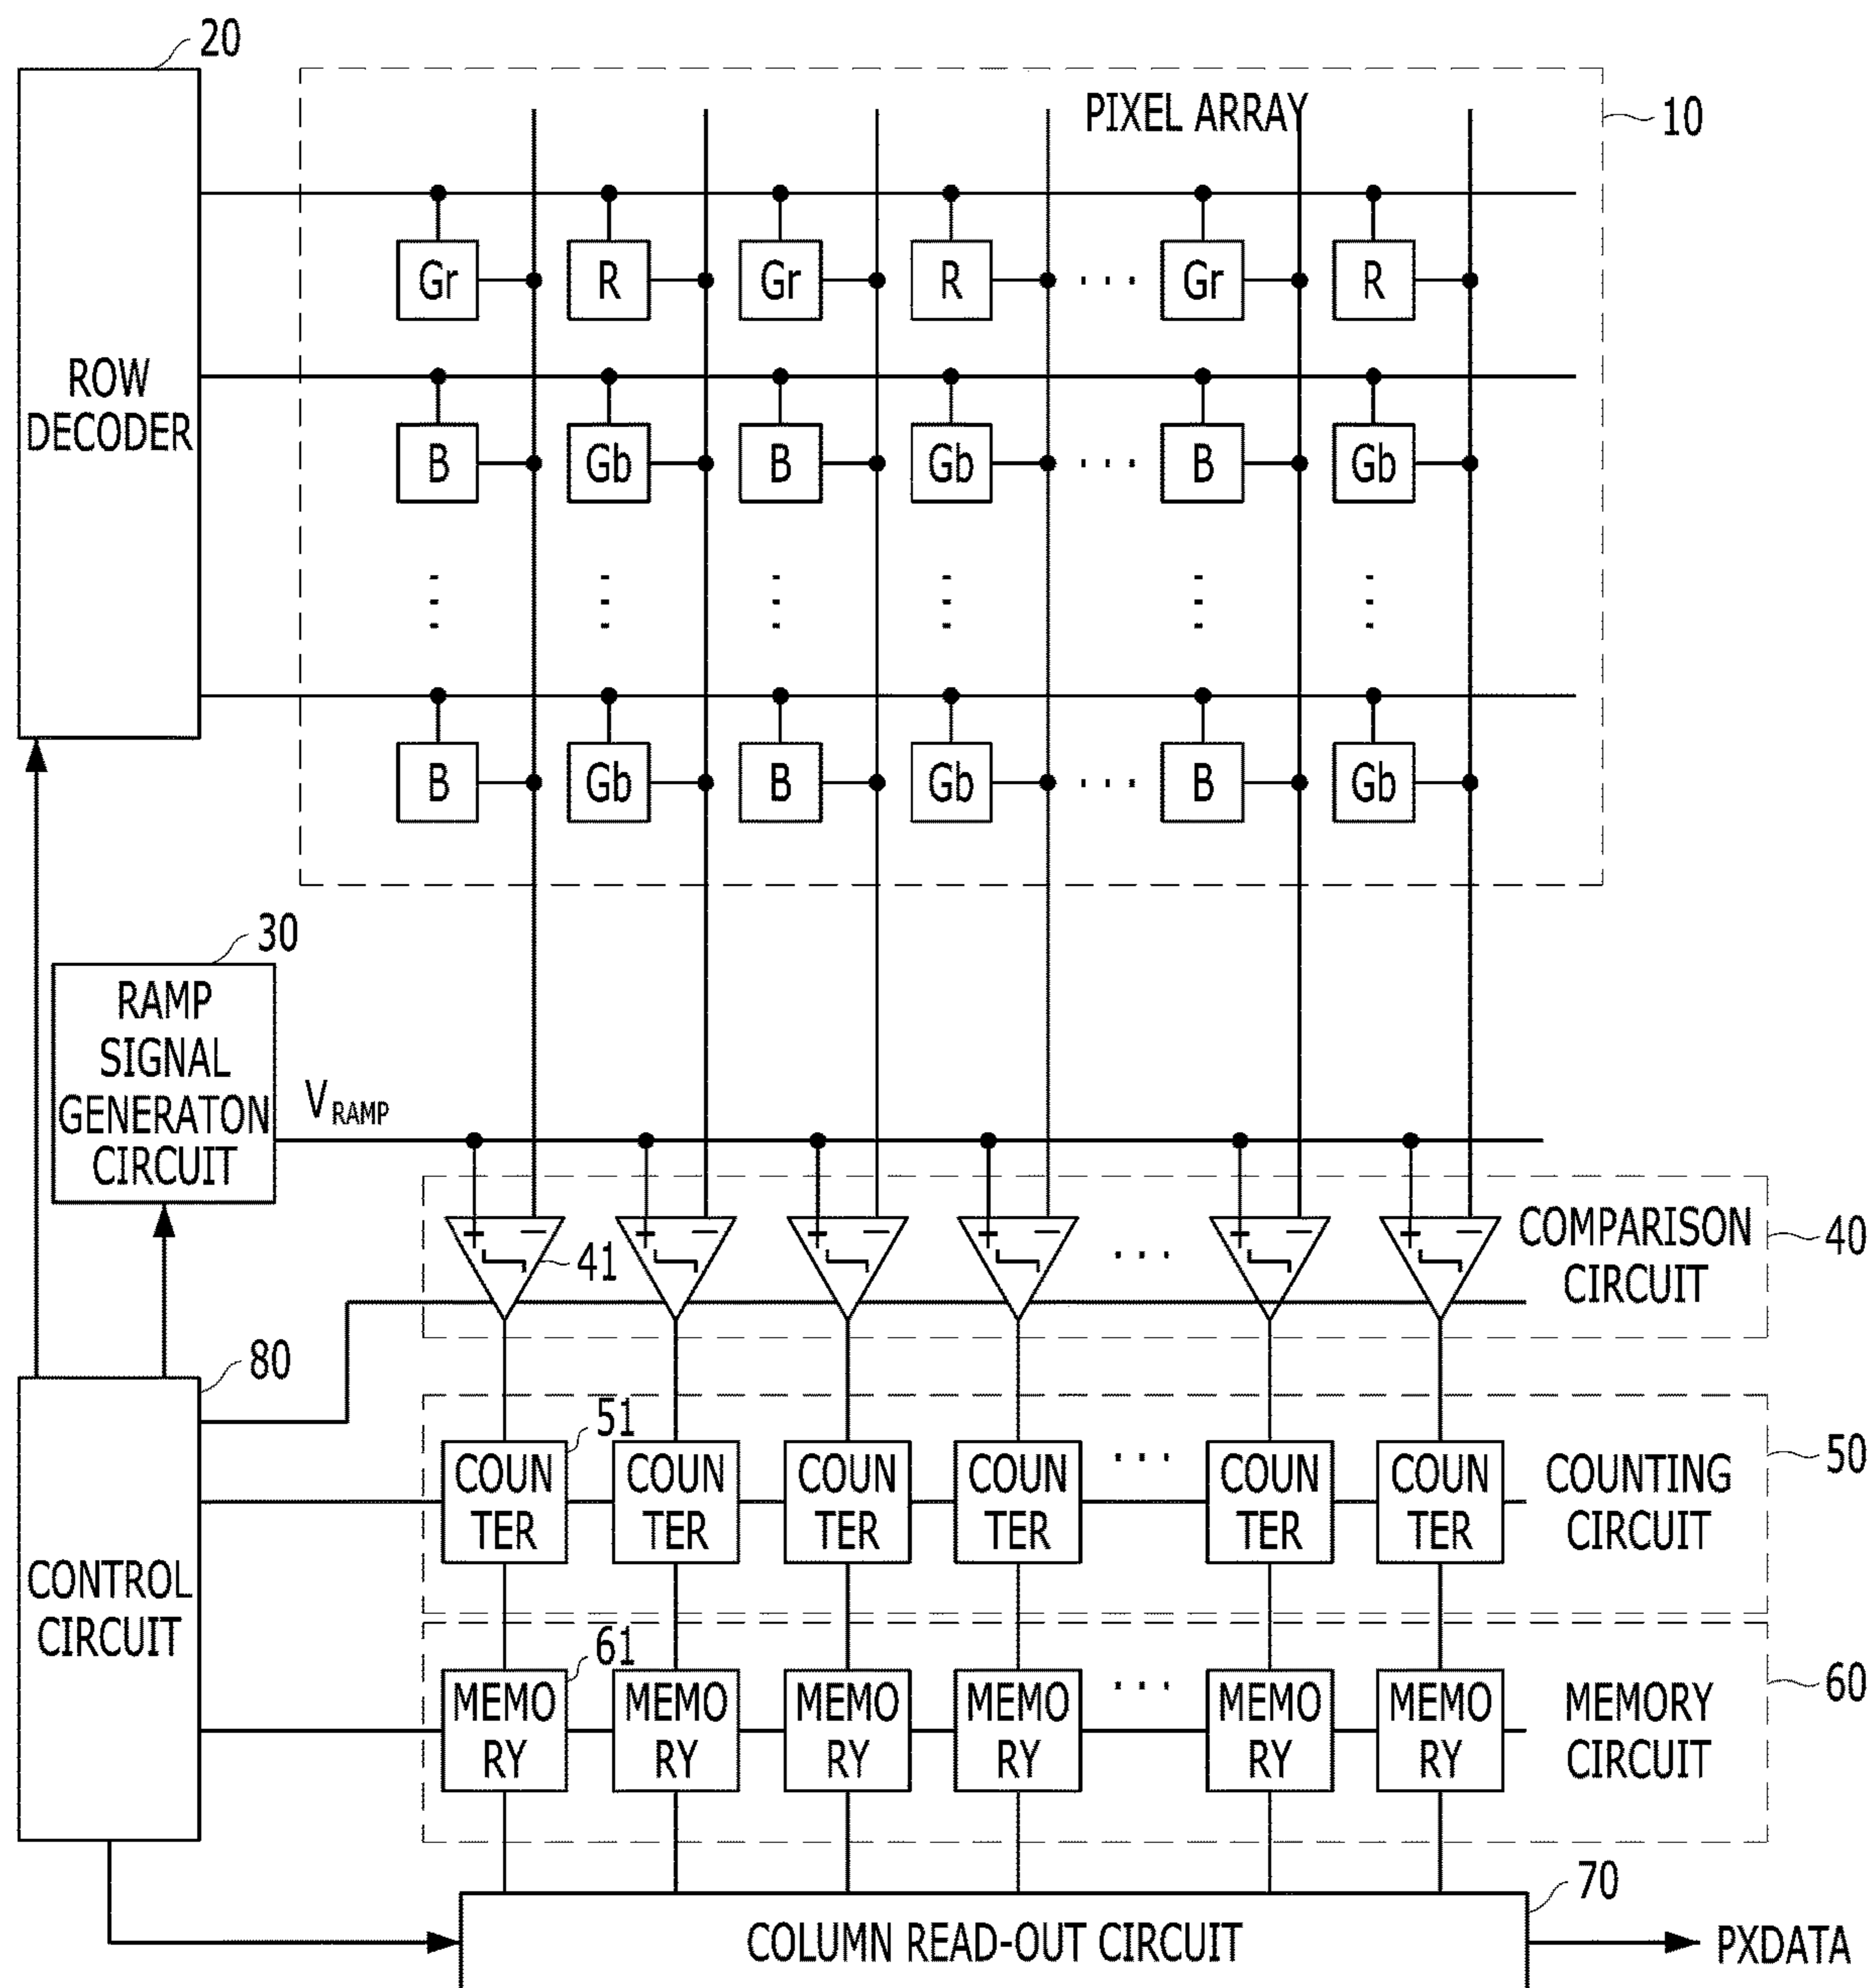 20
PIXEL ARRAY
10
Gr R Gr R ... Gr R
ROW
DECODER
B Gb B Gb ... B Gb
B Gb B Gb ... B Gb
30
RAMP
SIGNAL
GENERATON
CIRCUIT
VRAMP
+ − + − + − + − + − + −
41
...
COMPARISON
CIRCUIT
40
80
CONTROL
CIRCUIT
51
COUN
TER
COUN
TER
COUN
TER
COUN
TER
...
COUN
TER
COUN
TER
COUNTING
CIRCUIT
50
61
MEMO
RY
MEMO
RY
MEMO
RY
MEMO
RY
...
MEMO
RY
MEMO
RY
MEMORY
CIRCUIT
60
70
COLUMN READ-OUT CIRCUIT
PXDATA